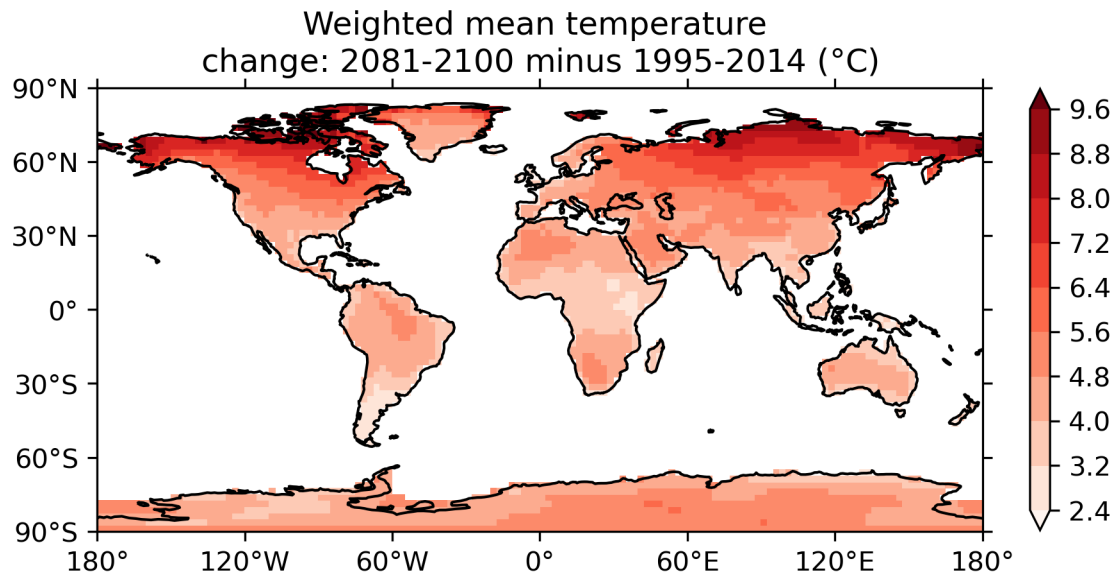 Weighted mean temperature
change: 2081-2100 minus 1995-2014 (°C)
90°N
60°N
30°N
0°
30°S
60°S
90°S
180°
120°W
60°W
0°
60°E
120°E
180°
9.6
8.8
8.0
7.2
6.4
5.6
4.8
4.0
3.2
2.4